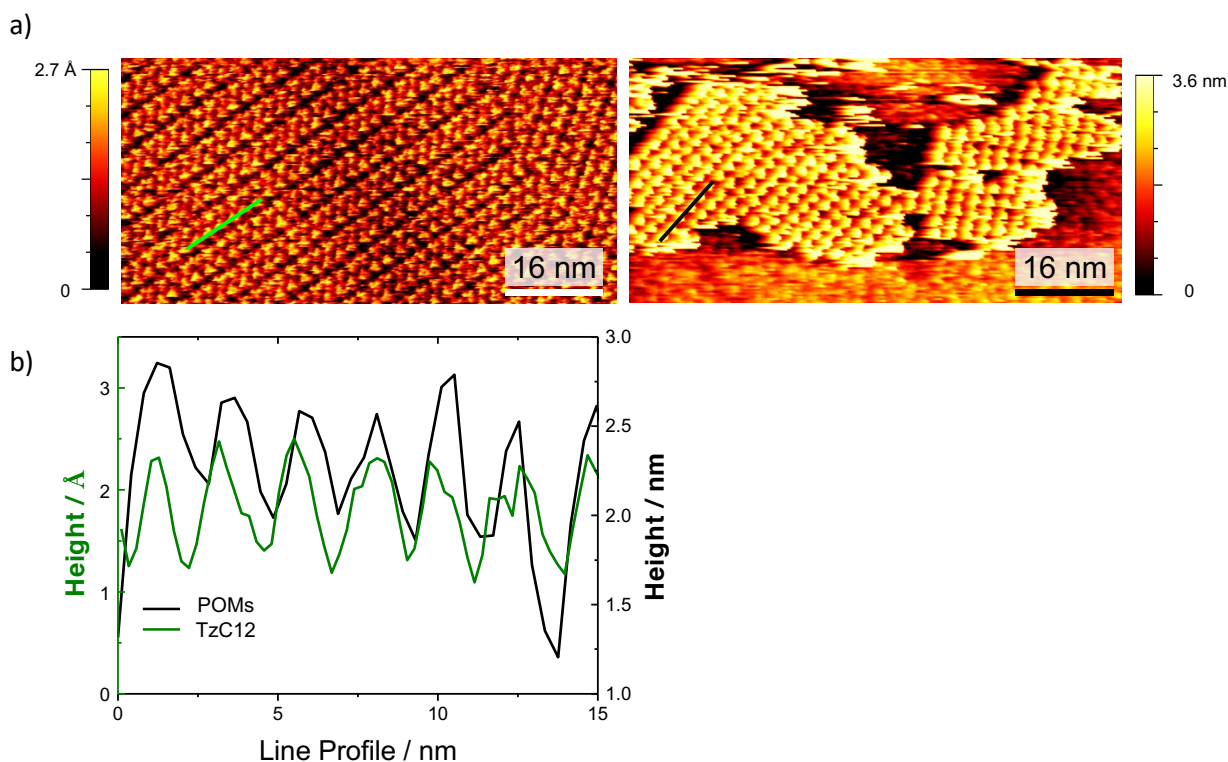 a)
2.7 Å
0
16 nm
16 nm
3.6 nm
0
b)
Height / Å
3
2
1
0
POMs
TzC12
0
5
10
15
Line Profile / nm
3.0
2.5
2.0
1.5
1.0
Height / nm